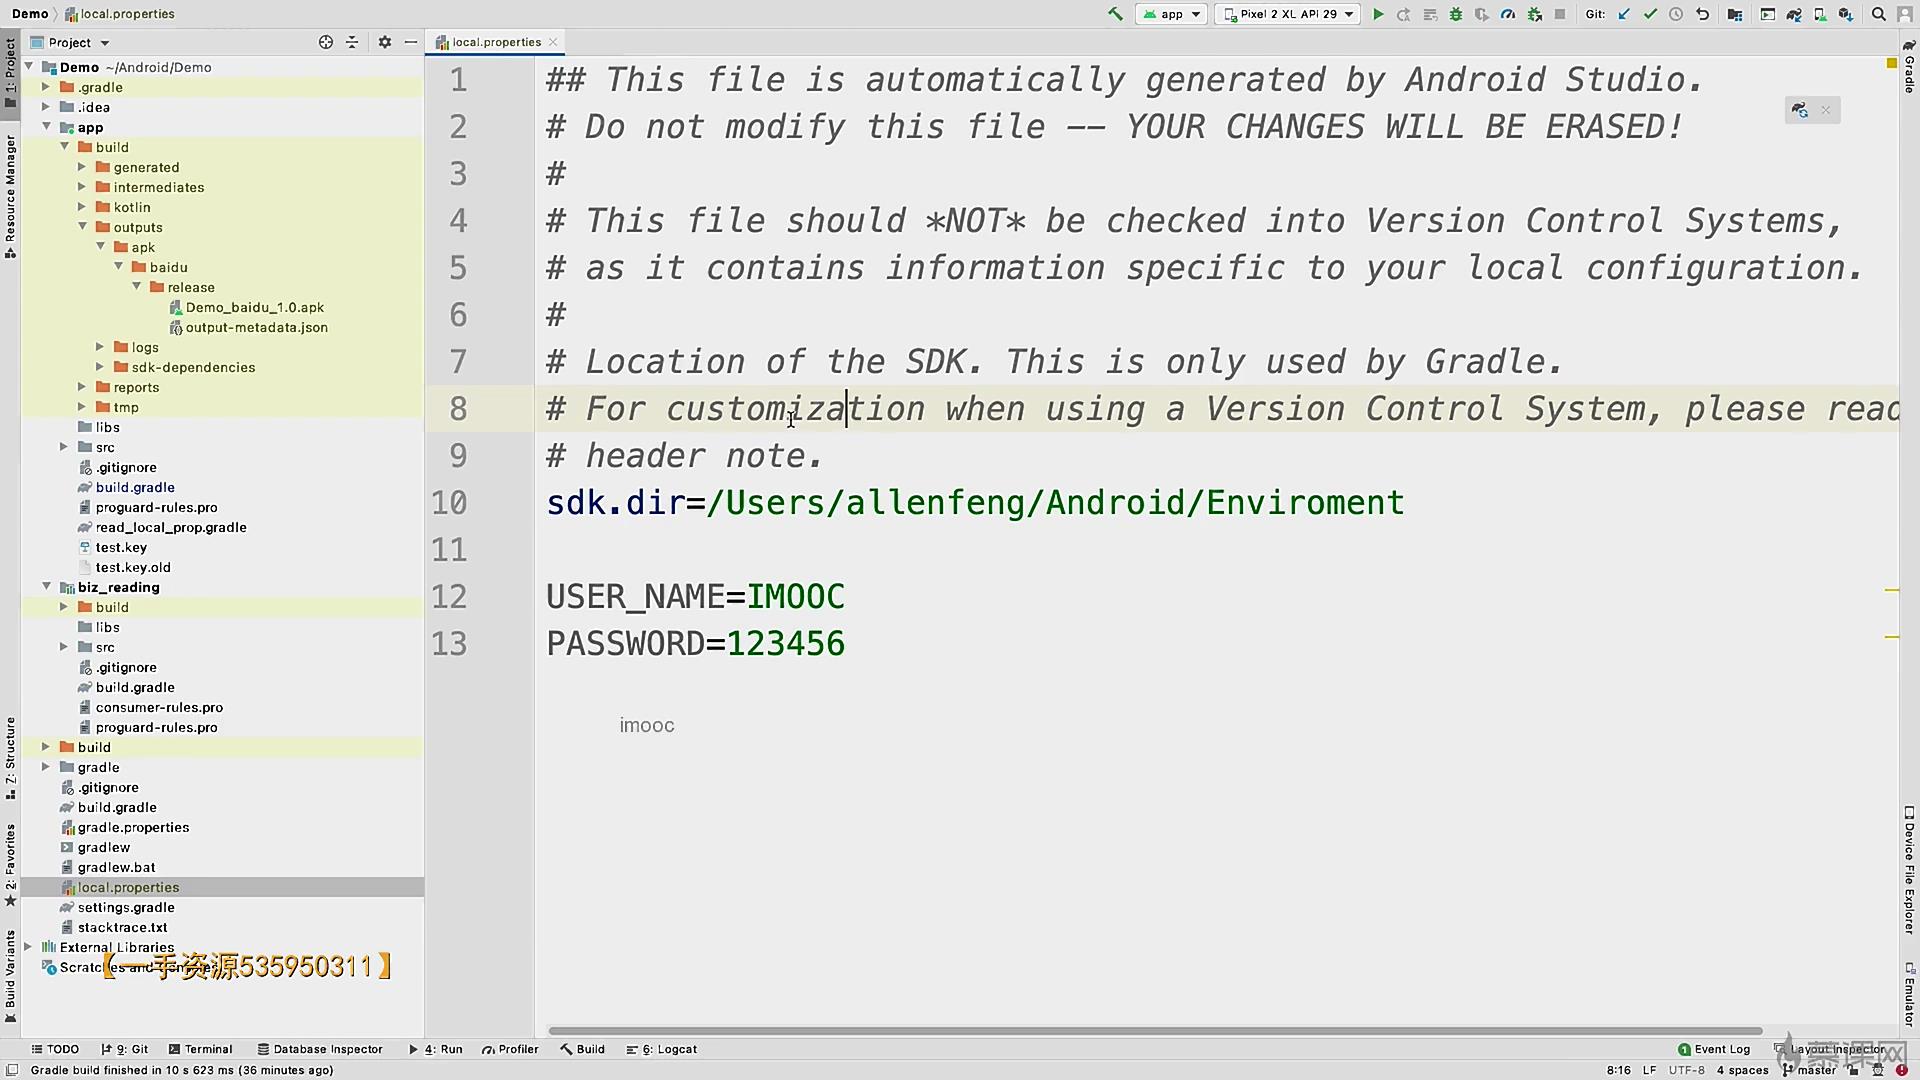 Demo local.properties
app Pixel 2 XL API 29 Git:
Project
local.properties
1: Project
Resource Manager
7: Structure
2: Favorites
Build Variants
Demo ~/Android/Demo
.gradle
.idea
app
build
generated
intermediates
kotlin
outputs
apk
baidu
release
Demo_baidu_1.0.apk
output-metadata.json
logs
sdk-dependencies
reports
tmp
libs
src
.gitignore
build.gradle
proguard-rules.pro
read_local_prop.gradle
test.key
test.key.old
biz_reading
build
libs
src
.gitignore
build.gradle
consumer-rules.pro
proguard-rules.pro
build
gradle
.gitignore
build.gradle
gradle.properties
gradlew
gradlew.bat
local.properties
settings.gradle
stacktrace.txt
External Libraries
Scratches and
【一手资源535950311】
1 ## This file is automatically generated by Android Studio.
2 # Do not modify this file -- YOUR CHANGES WILL BE ERASED!
3 #
4 # This file should *NOT* be checked into Version Control Systems,
5 # as it contains information specific to your local configuration.
6 #
7 # Location of the SDK. This is only used by Gradle.
8 # For customization when using a Version Control System, please read
9 # header note.
10 sdk.dir=/Users/allenfeng/Android/Enviroment
11
12 USER_NAME=IMOOC
13 PASSWORD=123456
imooc
Gradle
Device File Explorer
Emulator
TODO 9: Git Terminal Database Inspector 4: Run Profiler Build 6: Logcat 1 Event Log Layout Inspector
慕课网
Gradle build finished in 10 s 623 ms (36 minutes ago) 8:16 LF UTF-8 4 spaces master